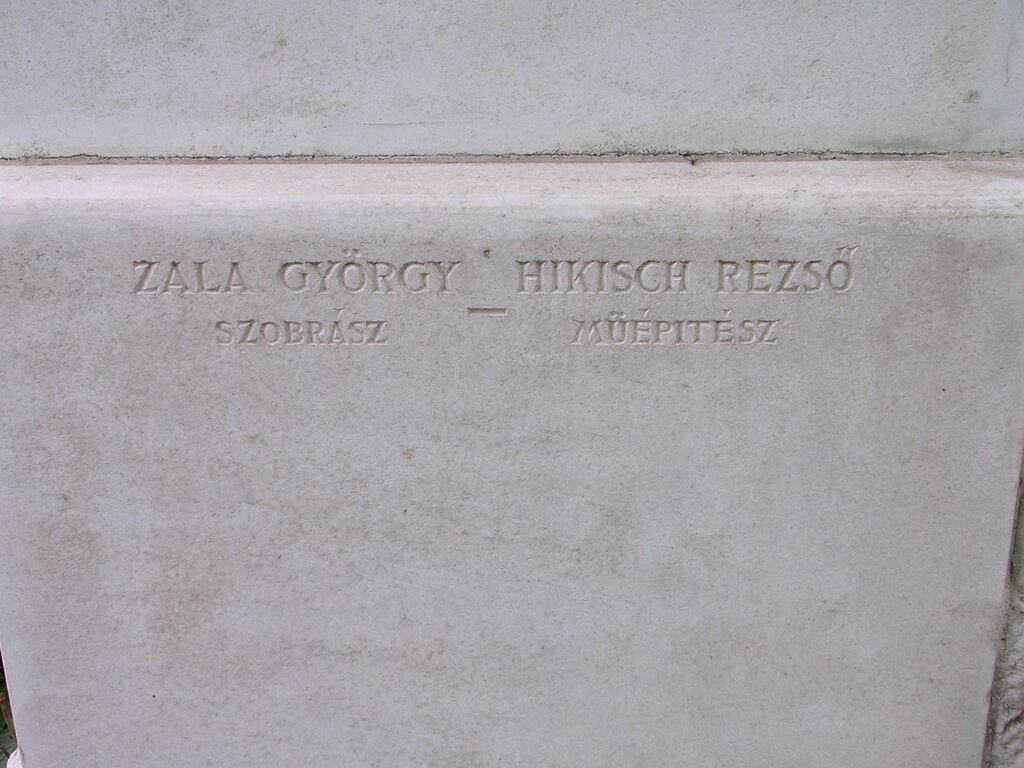 ZALA GYÖRGY – HIKISCH REZSŐ
SZOBRÁSZ MŰÉPITÉSZ